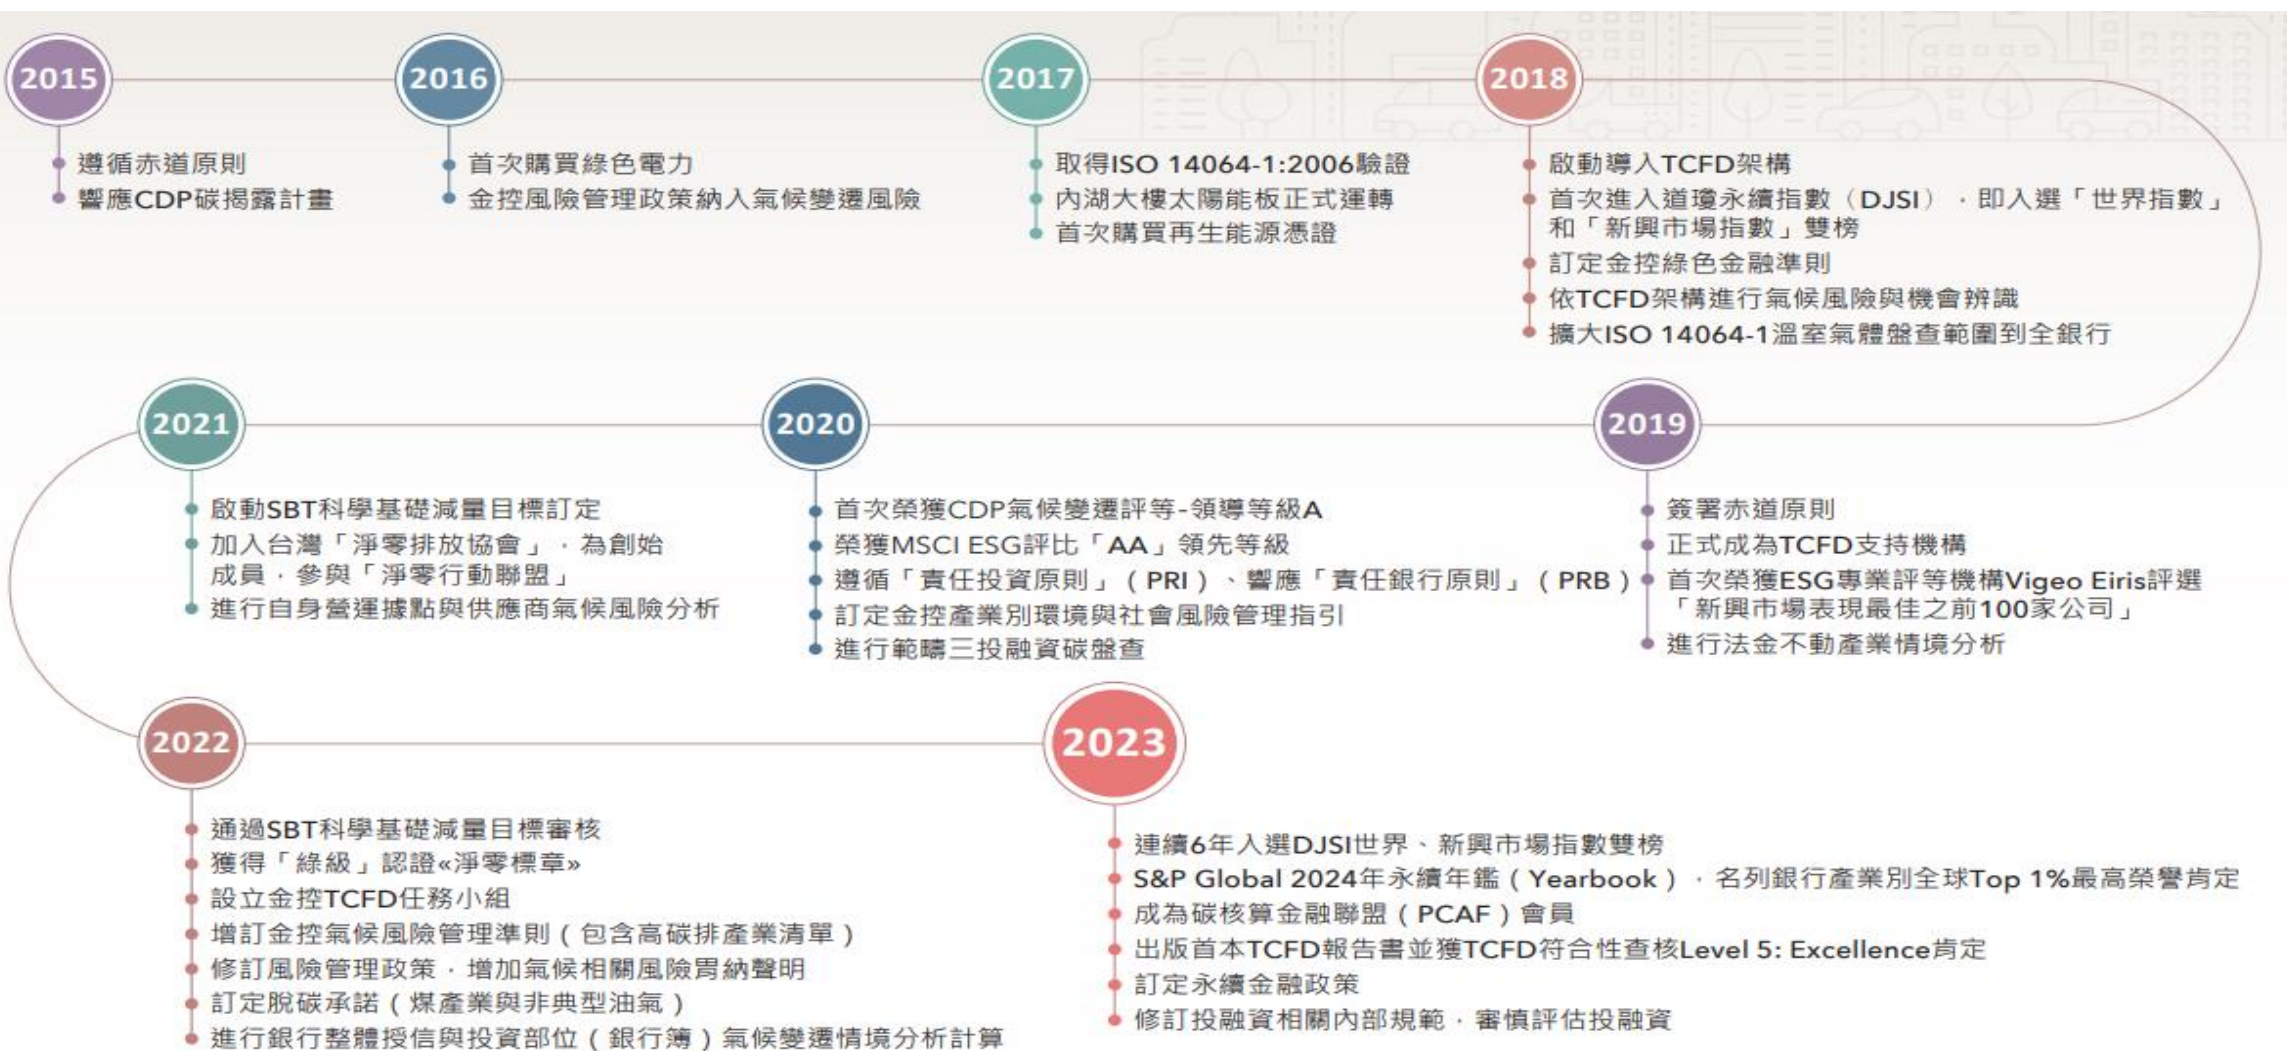 2015
遵循赤道原則
響應CDP碳揭露計畫
2016
首次購買綠色電力
金控風險管理政策納入氣候變遷風險
2017
取得ISO 14064-1:2006驗證
內湖大樓太陽能板正式運轉
首次購買再生能源憑證
2018
啟動導入TCFD架構
首次進入道瓊永續指數（DJSI），即入選「世界指數」
和「新興市場指數」雙榜
訂定金控綠色金融準則
依TCFD架構進行氣候風險與機會辨識
擴大ISO 14064-1溫室氣體盤查範圍到全銀行
2019
簽署赤道原則
正式成為TCFD支持機構
首次榮獲ESG專業評等機構Vigeo Eiris評選
「新興市場表現最佳之前100家公司」
進行法金不動產業情境分析
2020
首次榮獲CDP氣候變遷評等-領導等級A
榮獲MSCI ESG評比「AA」領先等級
遵循「責任投資原則」（PRI）、響應「責任銀行原則」（PRB）
訂定金控產業別環境與社會風險管理指引
進行範疇三投融資碳盤查
2021
啟動SBT科學基礎減量目標訂定
加入台灣「淨零排放協會」，為創始
成員，參與「淨零行動聯盟」
進行自身營運據點與供應商氣候風險分析
2022
通過SBT科學基礎減量目標審核
獲得「綠級」認證«淨零標章»
設立金控TCFD任務小組
增訂金控氣候風險管理準則（包含高碳排產業清單）
修訂風險管理政策，增加氣候相關風險胃納聲明
訂定脫碳承諾（煤產業與非典型油氣）
進行銀行整體授信與投資部位（銀行簿）氣候變遷情境分析計算
2023
連續6年入選DJSI世界、新興市場指數雙榜
S&P Global 2024年永續年鑑（Yearbook），名列銀行產業別全球Top 1%最高榮譽肯定
成為碳核算金融聯盟（PCAF）會員
出版首本TCFD報告書並獲TCFD符合性查核Level 5: Excellence肯定
訂定永續金融政策
修訂投融資相關內部規範，審慎評估投融資